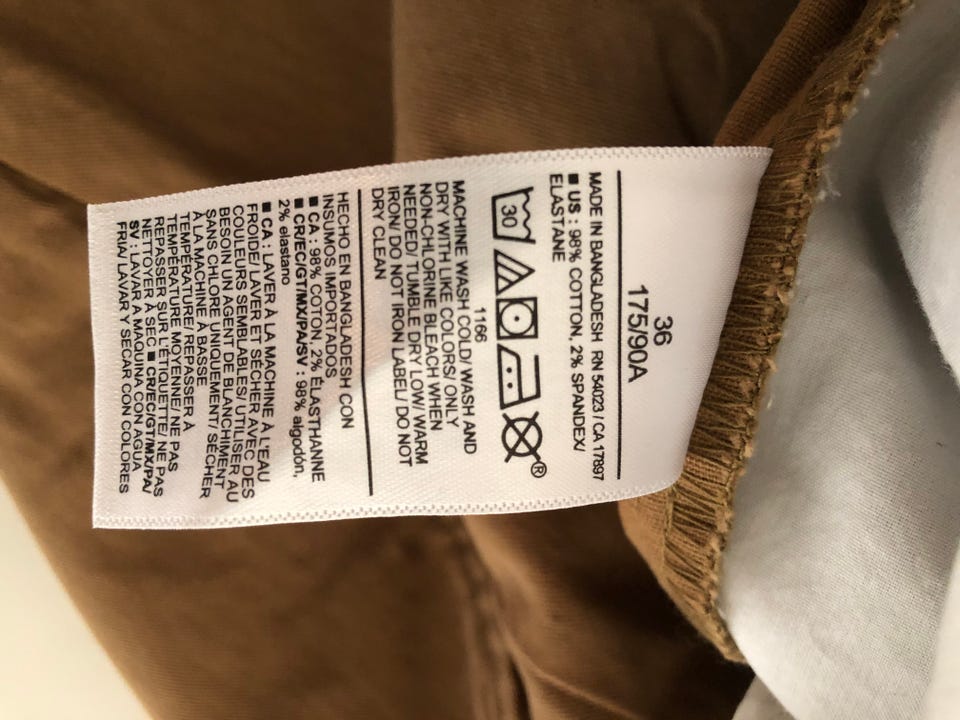 36
175/90A
MADE IN BANGLADESH RN 54023 / CA 17897
■ US : 98% COTTON, 2% SPANDEX/
ELASTANE
30
®
1166
MACHINE WASH COLD/ WASH AND
DRY WITH LIKE COLORS/ ONLY
NON-CHLORINE BLEACH WHEN
NEEDED/ TUMBLE DRY LOW/ WARM
IRON/ DO NOT IRON LABEL/ DO NOT
DRY CLEAN
HECHO EN BANGLADESH CON
INSUMOS IMPORTADOS
■ CA : 98% COTON, 2% ÉLASTHANNE
■ CR/EC/GT/MX/PA/SV : 98% algodón,
2% elastano
■ CA : LAVER À LA MACHINE À L'EAU
FROIDE/ LAVER ET SÉCHER AVEC DES
COULEURS SEMBLABLES/ UTILISER AU
BESOIN UN AGENT DE BLANCHIMENT
SANS CHLORE UNIQUEMENT/ SÉCHER
À LA MACHINE À BASSE
TEMPÉRATURE/ REPASSER À
TEMPÉRATURE MOYENNE/ NE PAS
REPASSER SUR L'ÉTIQUETTE/ NE PAS
NETTOYER À SEC ■ CR/EC/GT/MX/PA/
SV : LAVAR A MAQUINA CON AGUA
FRIA/ LAVAR Y SECAR CON COLORES